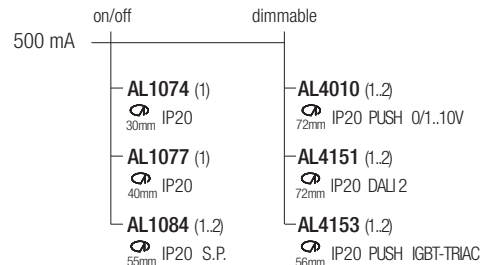 on/off dimmable
500 mA
AL1074 (1) AL4010 (1..2)
30mm IP20 72mm IP20 PUSH 0/1..10V
AL1077 (1) AL4151 (1..2)
40mm IP20 72mm IP20 DALI 2
AL1084 (1..2) AL4153 (1..2)
55mm IP20 S.P. 56mm IP20 PUSH IGBT-TRIAC